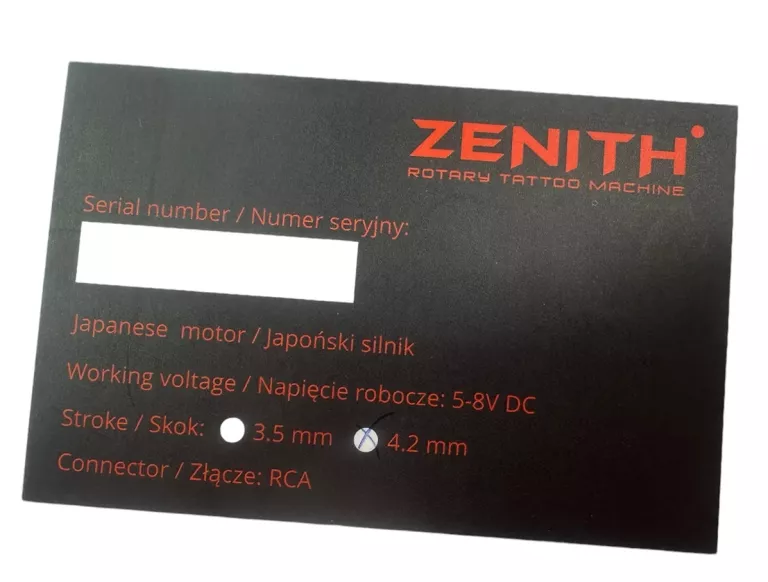 ZENITH
ROTARY TATTOO MACHINE
Serial number / Numer seryjny:
Japanese motor / Japoński silnik
Working voltage / Napięcie robocze: 5-8V DC
Stroke / Skok: 3.5 mm 4.2 mm
Connector / Złącze: RCA